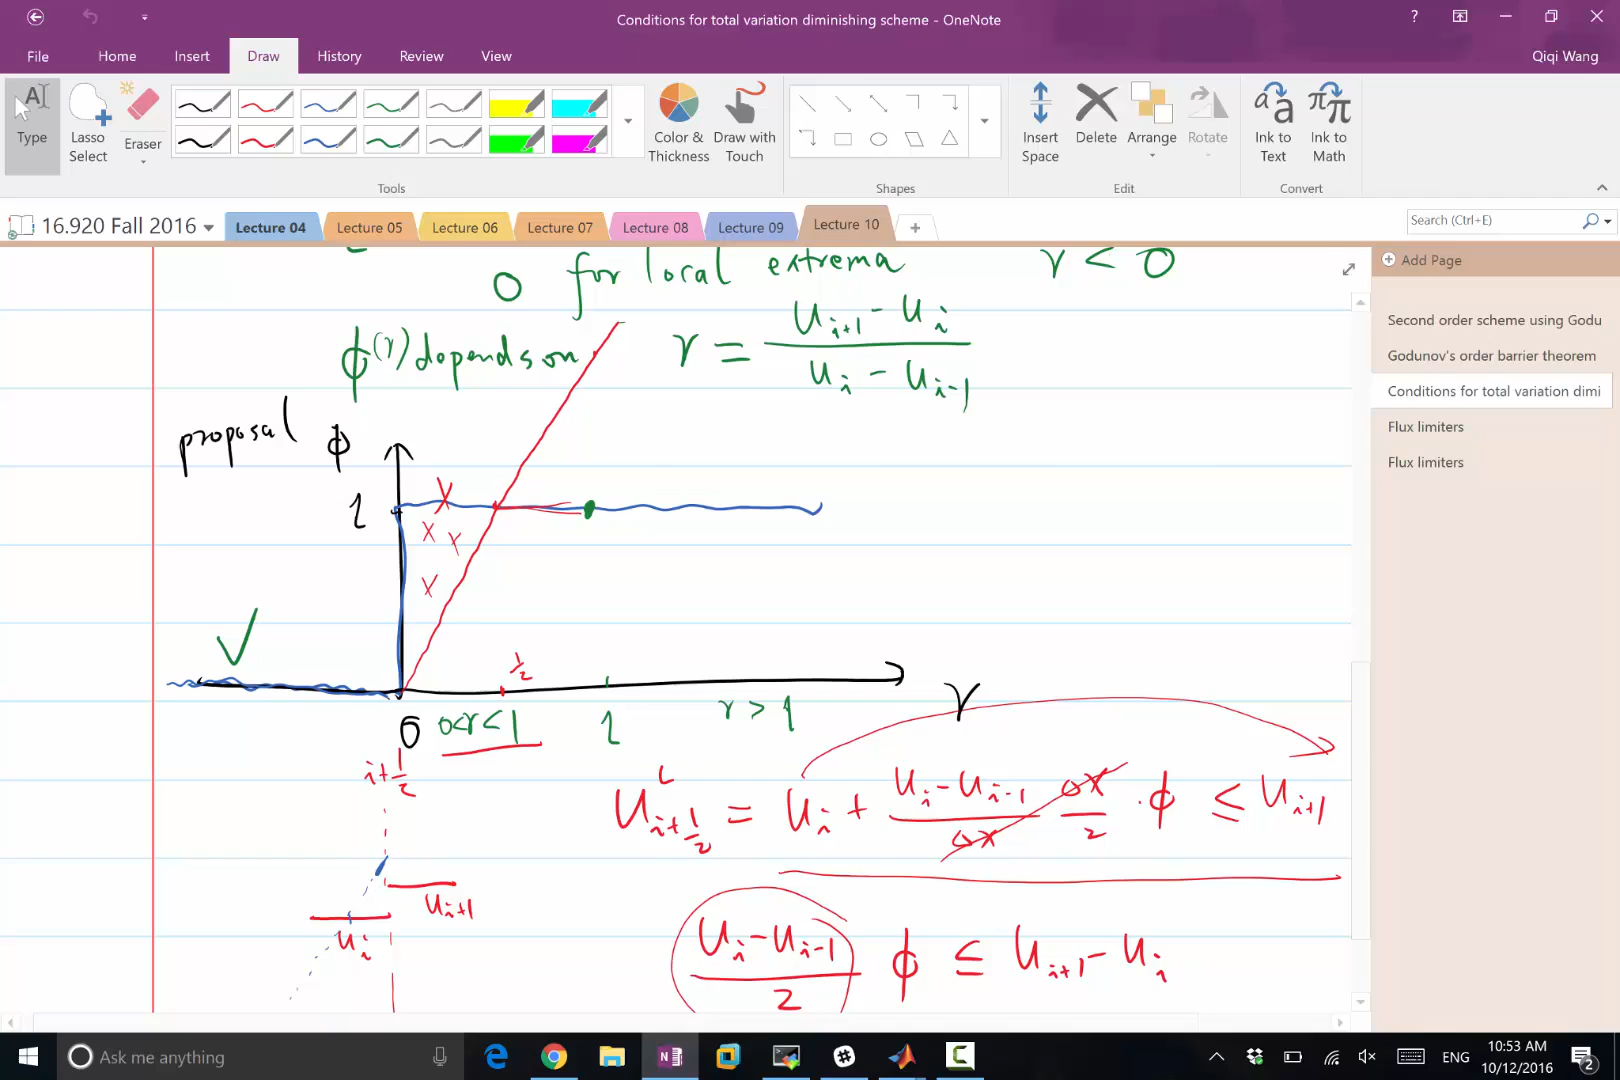 Conditions for total variation diminishing scheme - OneNote
?
Qiqi Wang
File Home Insert Draw History Review View
Type
Lasso Select
Eraser
Color & Thickness
Draw with Touch
Insert Space
Delete
Arrange
Rotate
Ink to Text
Ink to Math
Tools
Shapes
Edit
Convert
16.920 Fall 2016
Lecture 04 Lecture 05 Lecture 06 Lecture 07 Lecture 08 Lecture 09 Lecture 10
Search (Ctrl+E)
Add Page
Second order scheme using Godu
Godunov's order barrier theorem
Conditions for total variation dimi
Flux limiters
Flux limiters
0 for local extrema r < 0
ϕ(r) depends on r = (u_{i+1} - u_i) / (u_i - u_{i-1})
proposal ϕ
1
x
x x
x
✓
1/2
0 0<r<1 1 r > 1 r
i+1/2
u^L_{i+1/2} = u_i + (u_i - u_{i-1})/Δx Δx/2 · ϕ ≤ u_{i+1}
u_{i+1}
u_i
(u_i - u_{i-1})/2 ϕ ≤ u_{i+1} - u_i
Ask me anything
ENG
10:53 AM
10/12/2016
2